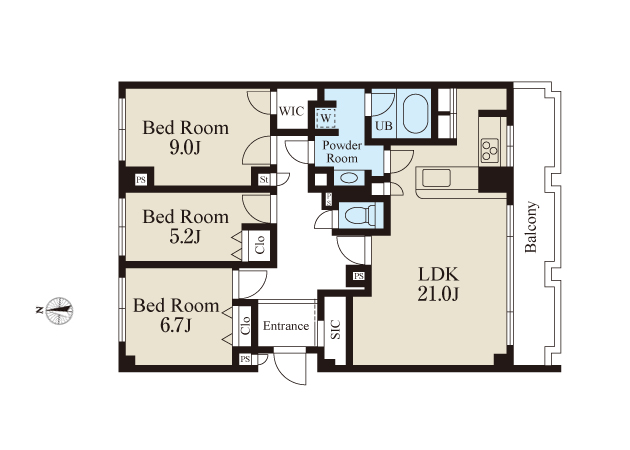 WIC
W
UB
Bed Room
9.0J
Powder
Room
PS
St
Bed Room
5.2J
Clo
Balcony
PS
LDK
21.0J
Bed Room
6.7J
Clo
Entrance
SIC
PS
N